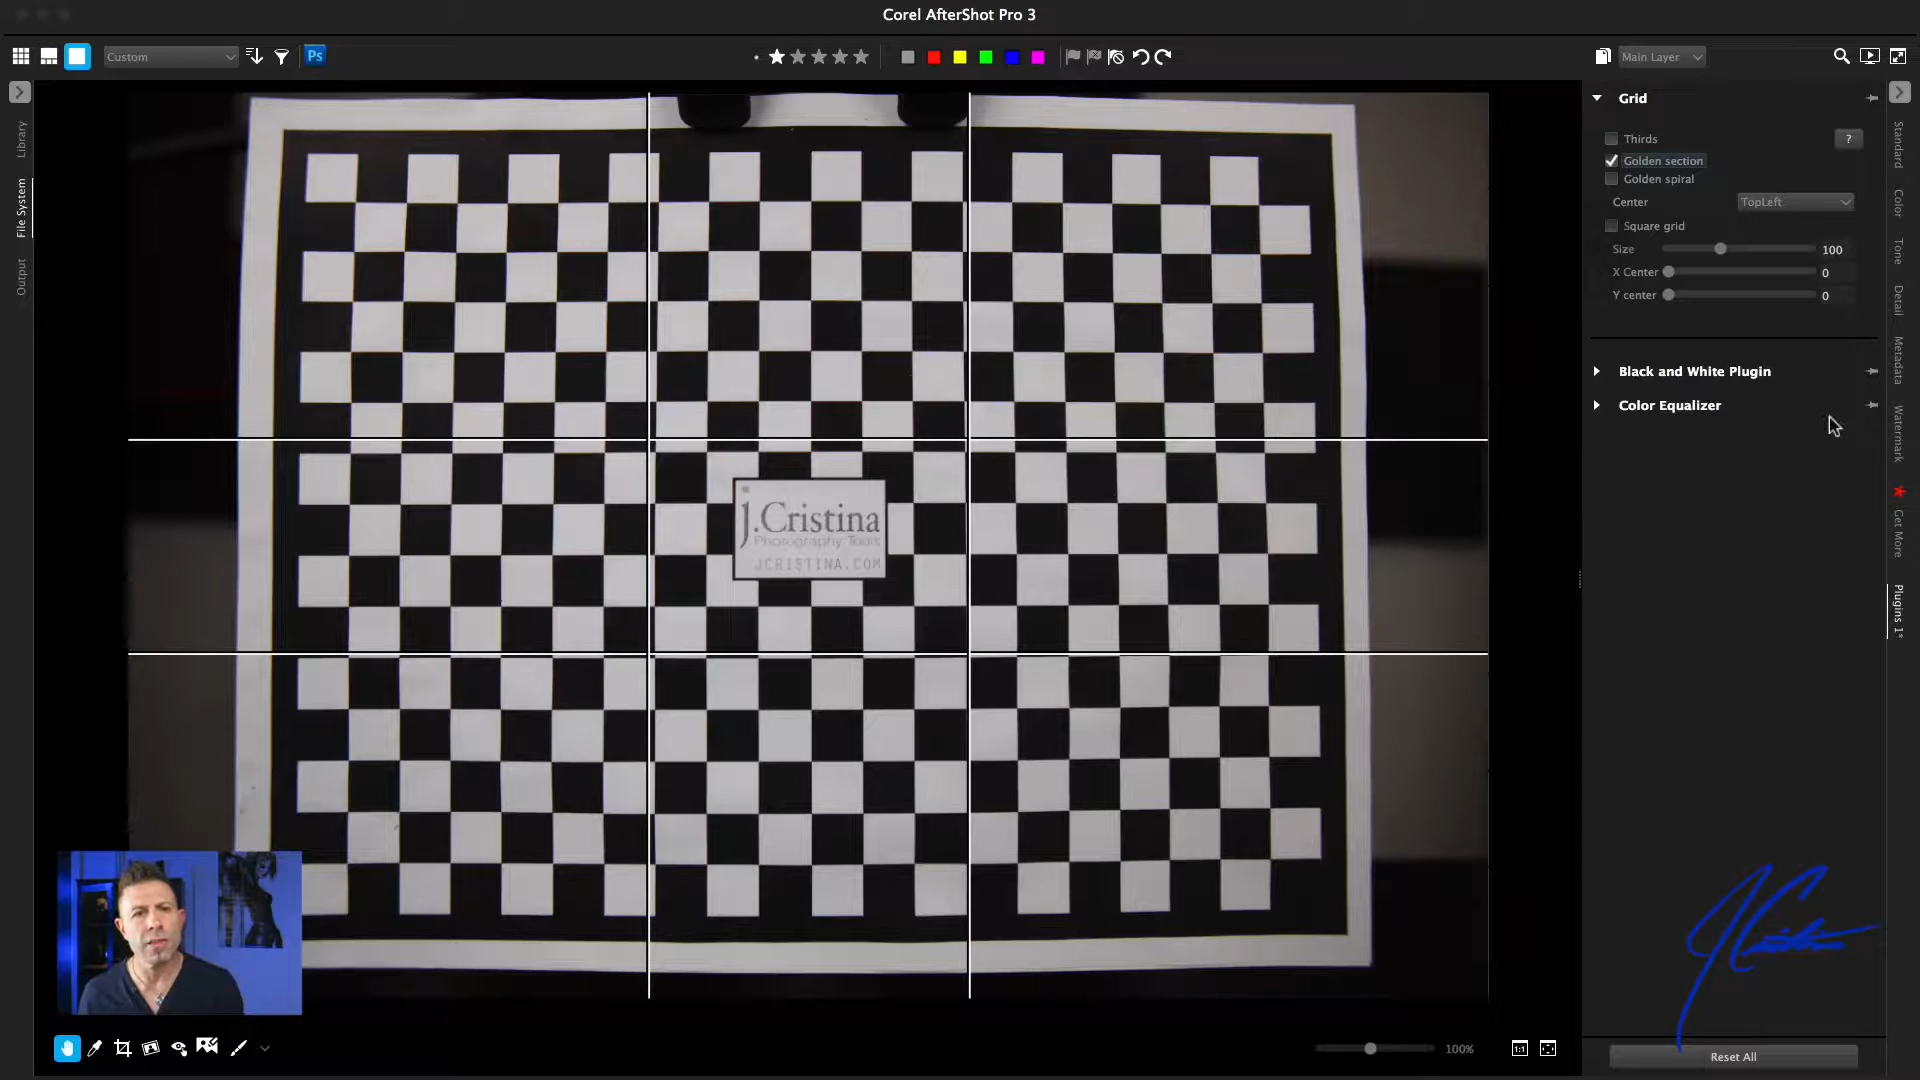 Corel AfterShot Pro 3
Custom
Ps
Main Layer
Library
File System
Output
Grid
Thirds
?
Golden section
Golden spiral
Center
TopLeft
Square grid
Size
100
X Center
0
Y center
0
Black and White Plugin
Color Equalizer
Standard
Color
Tone
Detail
Metadata
Watermark
Get More
Plugins 1*
J.Cristina
Photography Tools
JCRISTINA.COM
100%
1:1
Reset All